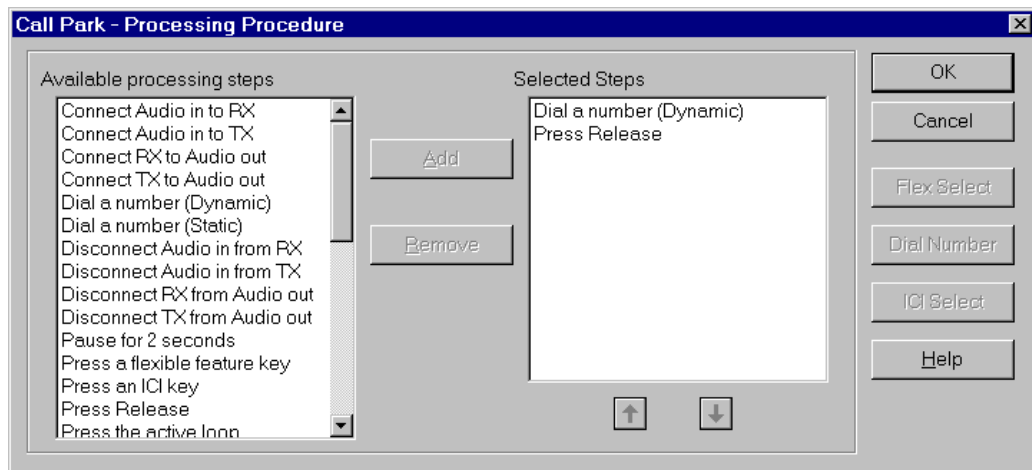 Call Park - Processing Procedure
Available processing steps
Connect Audio in to RX
Connect Audio in to TX
Connect RX to Audio out
Connect TX to Audio out
Dial a number (Dynamic)
Dial a number (Static)
Disconnect Audio in from RX
Disconnect Audio in from TX
Disconnect RX from Audio out
Disconnect TX from Audio out
Pause for 2 seconds
Press a flexible feature key
Press an ICI key
Press Release
Press the active loop
Add
Remove
Selected Steps
Dial a number (Dynamic)
Press Release
OK
Cancel
Flex Select
Dial Number
ICI Select
Help